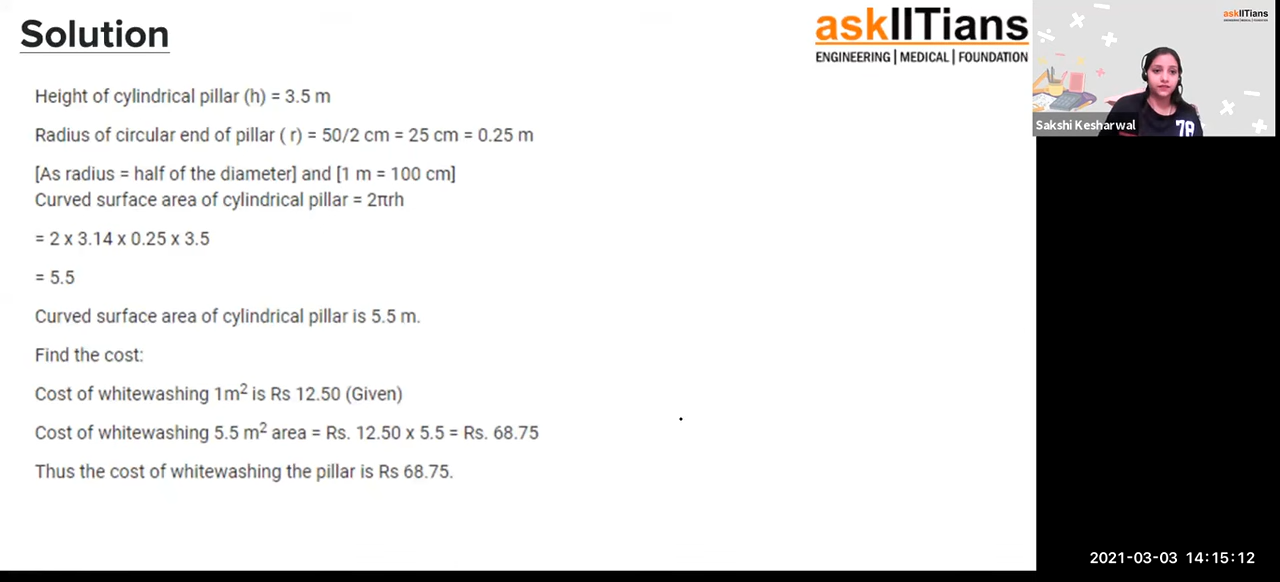 Solution
askIITians
ENGINEERING | MEDICAL | FOUNDATION
Height of cylindrical pillar (h) = 3.5 m
Radius of circular end of pillar ( r) = 50/2 cm = 25 cm = 0.25 m
[As radius = half of the diameter] and [1 m = 100 cm]
Curved surface area of cylindrical pillar = 2πrh
= 2 x 3.14 x 0.25 x 3.5
= 5.5
Curved surface area of cylindrical pillar is 5.5 m.
Find the cost:
Cost of whitewashing 1m² is Rs 12.50 (Given)
Cost of whitewashing 5.5 m² area = Rs. 12.50 x 5.5 = Rs. 68.75
Thus the cost of whitewashing the pillar is Rs 68.75.
askIITians
ENGINEERING | MEDICAL | FOUNDATION
Sakshi Kesharwal
78
2021-03-03 14:15:12